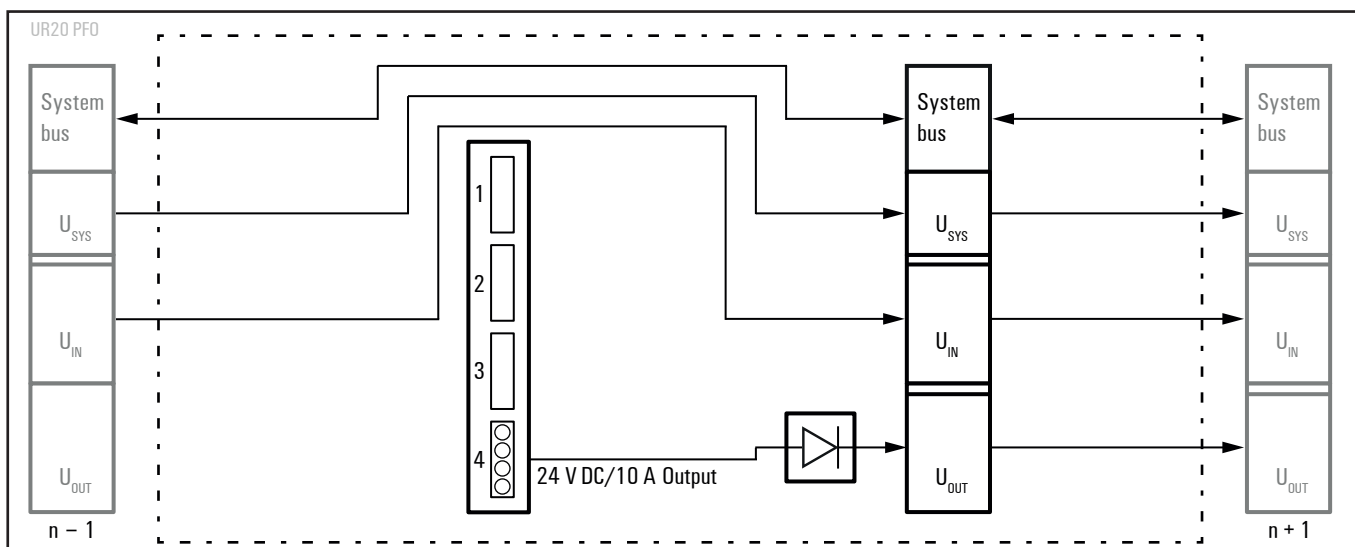 UR20 PFO
System
bus
U SYS
U IN
U OUT
n – 1
1
2
3
4
24 V DC/10 A Output
System
bus
U SYS
U IN
U OUT
System
bus
U SYS
U IN
U OUT
n + 1